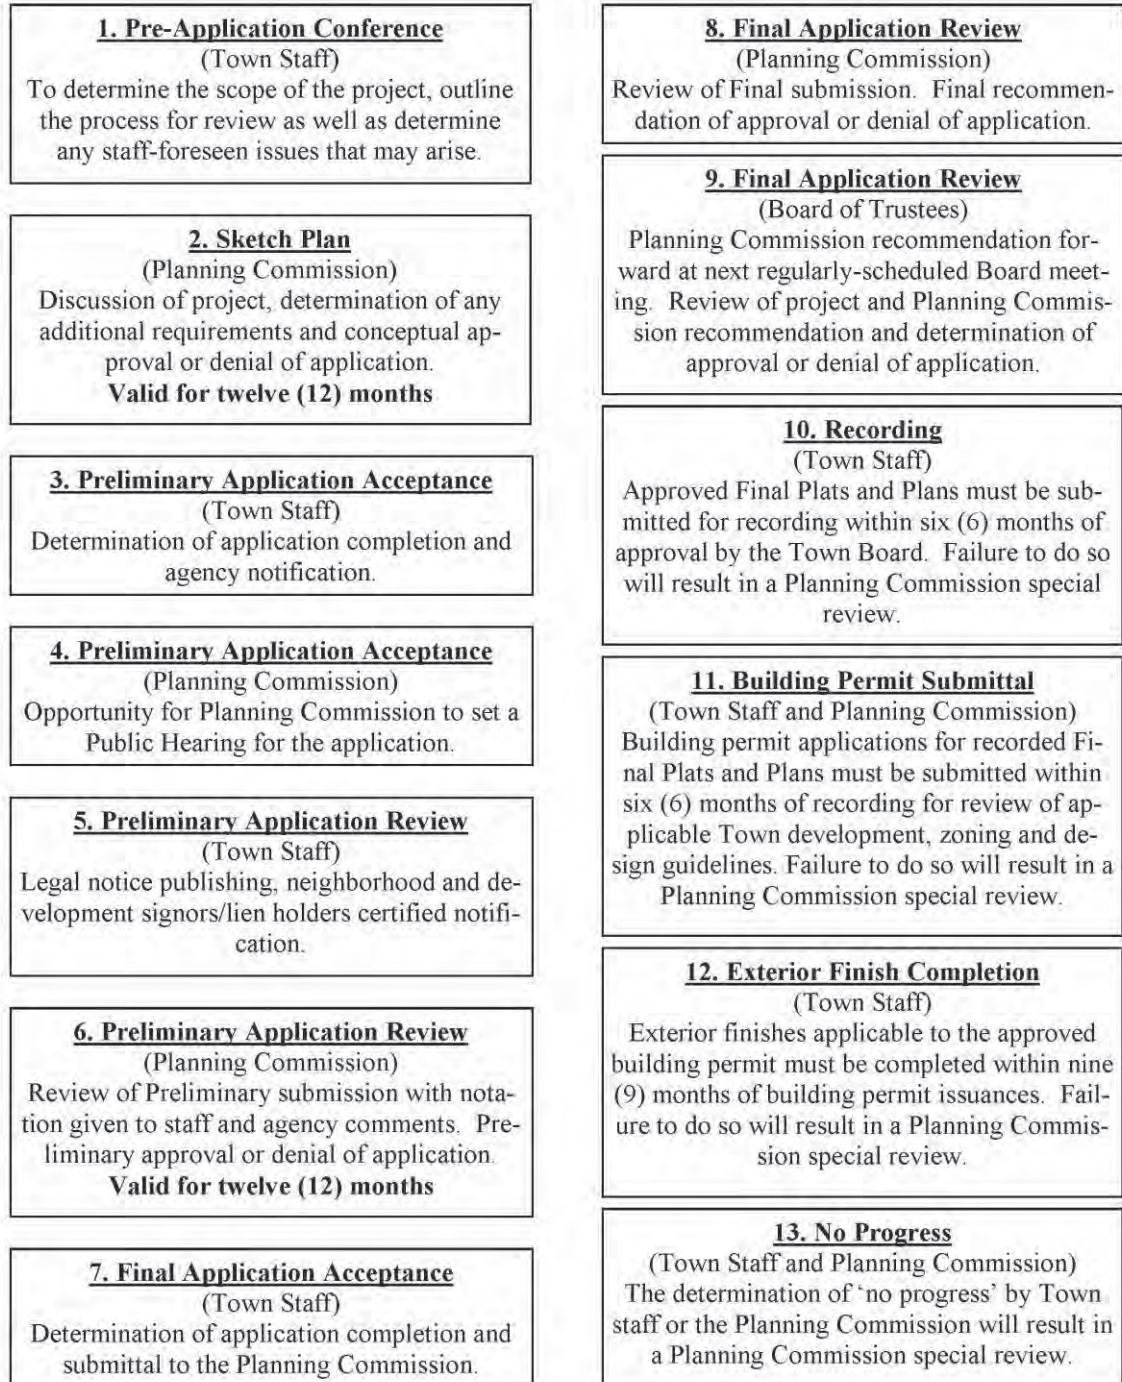 1. Pre-Application Conference
(Town Staff)
To determine the scope of the project, outline
the process for review as well as determine
any staff-foreseen issues that may arise.
2. Sketch Plan
(Planning Commission)
Discussion of project, determination of any
additional requirements and conceptual ap-
proval or denial of application.
Valid for twelve (12) months
3. Preliminary Application Acceptance
(Town Staff)
Determination of application completion and
agency notification.
4. Preliminary Application Acceptance
(Planning Commission)
Opportunity for Planning Commission to set a
Public Hearing for the application.
5. Preliminary Application Review
(Town Staff)
Legal notice publishing, neighborhood and de-
velopment signors/lien holders certified notifi-
cation.
6. Preliminary Application Review
(Planning Commission)
Review of Preliminary submission with nota-
tion given to staff and agency comments.  Pre-
liminary approval or denial of application.
Valid for twelve (12) months
7. Final Application Acceptance
(Town Staff)
Determination of application completion and
submittal to the Planning Commission.
8. Final Application Review
(Planning Commission)
Review of Final submission.  Final recommen-
dation of approval or denial of application.
9. Final Application Review
(Board of Trustees)
Planning Commission recommendation for-
ward at next regularly-scheduled Board meet-
ing.  Review of project and Planning Commis-
sion recommendation and determination of
approval or denial of application.
10. Recording
(Town Staff)
Approved Final Plats and Plans must be sub-
mitted for recording within six (6) months of
approval by the Town Board.  Failure to do so
will result in a Planning Commission special
review.
11. Building Permit Submittal
(Town Staff and Planning Commission)
Building permit applications for recorded Fi-
nal Plats and Plans must be submitted within
six (6) months of recording for review of ap-
plicable Town development, zoning and de-
sign guidelines. Failure to do so will result in a
Planning Commission special review.
12. Exterior Finish Completion
(Town Staff)
Exterior finishes applicable to the approved
building permit must be completed within nine
(9) months of building permit issuances.  Fail-
ure to do so will result in a Planning Commis-
sion special review.
13. No Progress
(Town Staff and Planning Commission)
The determination of ‘no progress’ by Town
staff or the Planning Commission will result in
a Planning Commission special review.